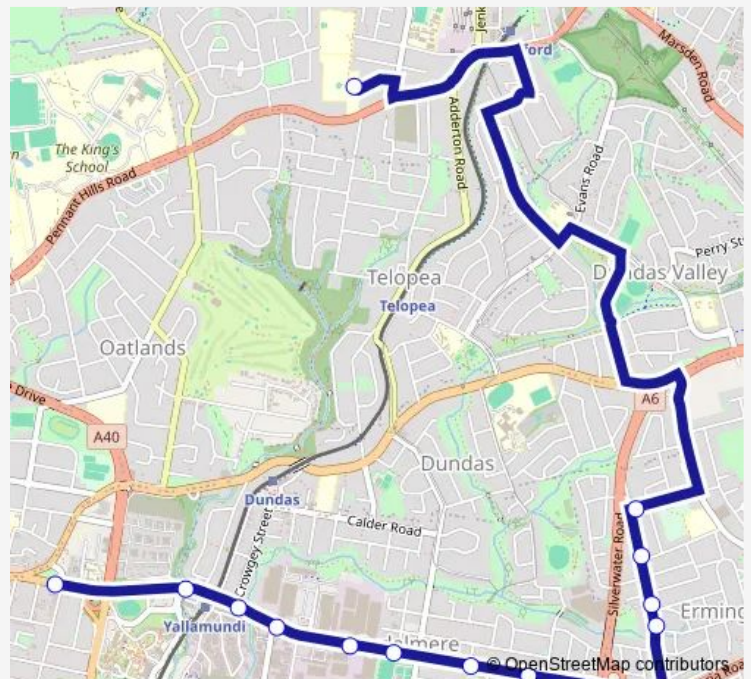 Jenk
ford
Marsden Road
The King's
School
Adderton Road
Evans Road
Pennant Hills Road
Perry St
Telopea
Dundas Valley
Telopea
Oatlands
Drive
A6
A40
Dundas
Dundas
Calder Road
Crowgey Street
Silverwater Road
Erming
Yallamundi
© OpenStreetMap contributors